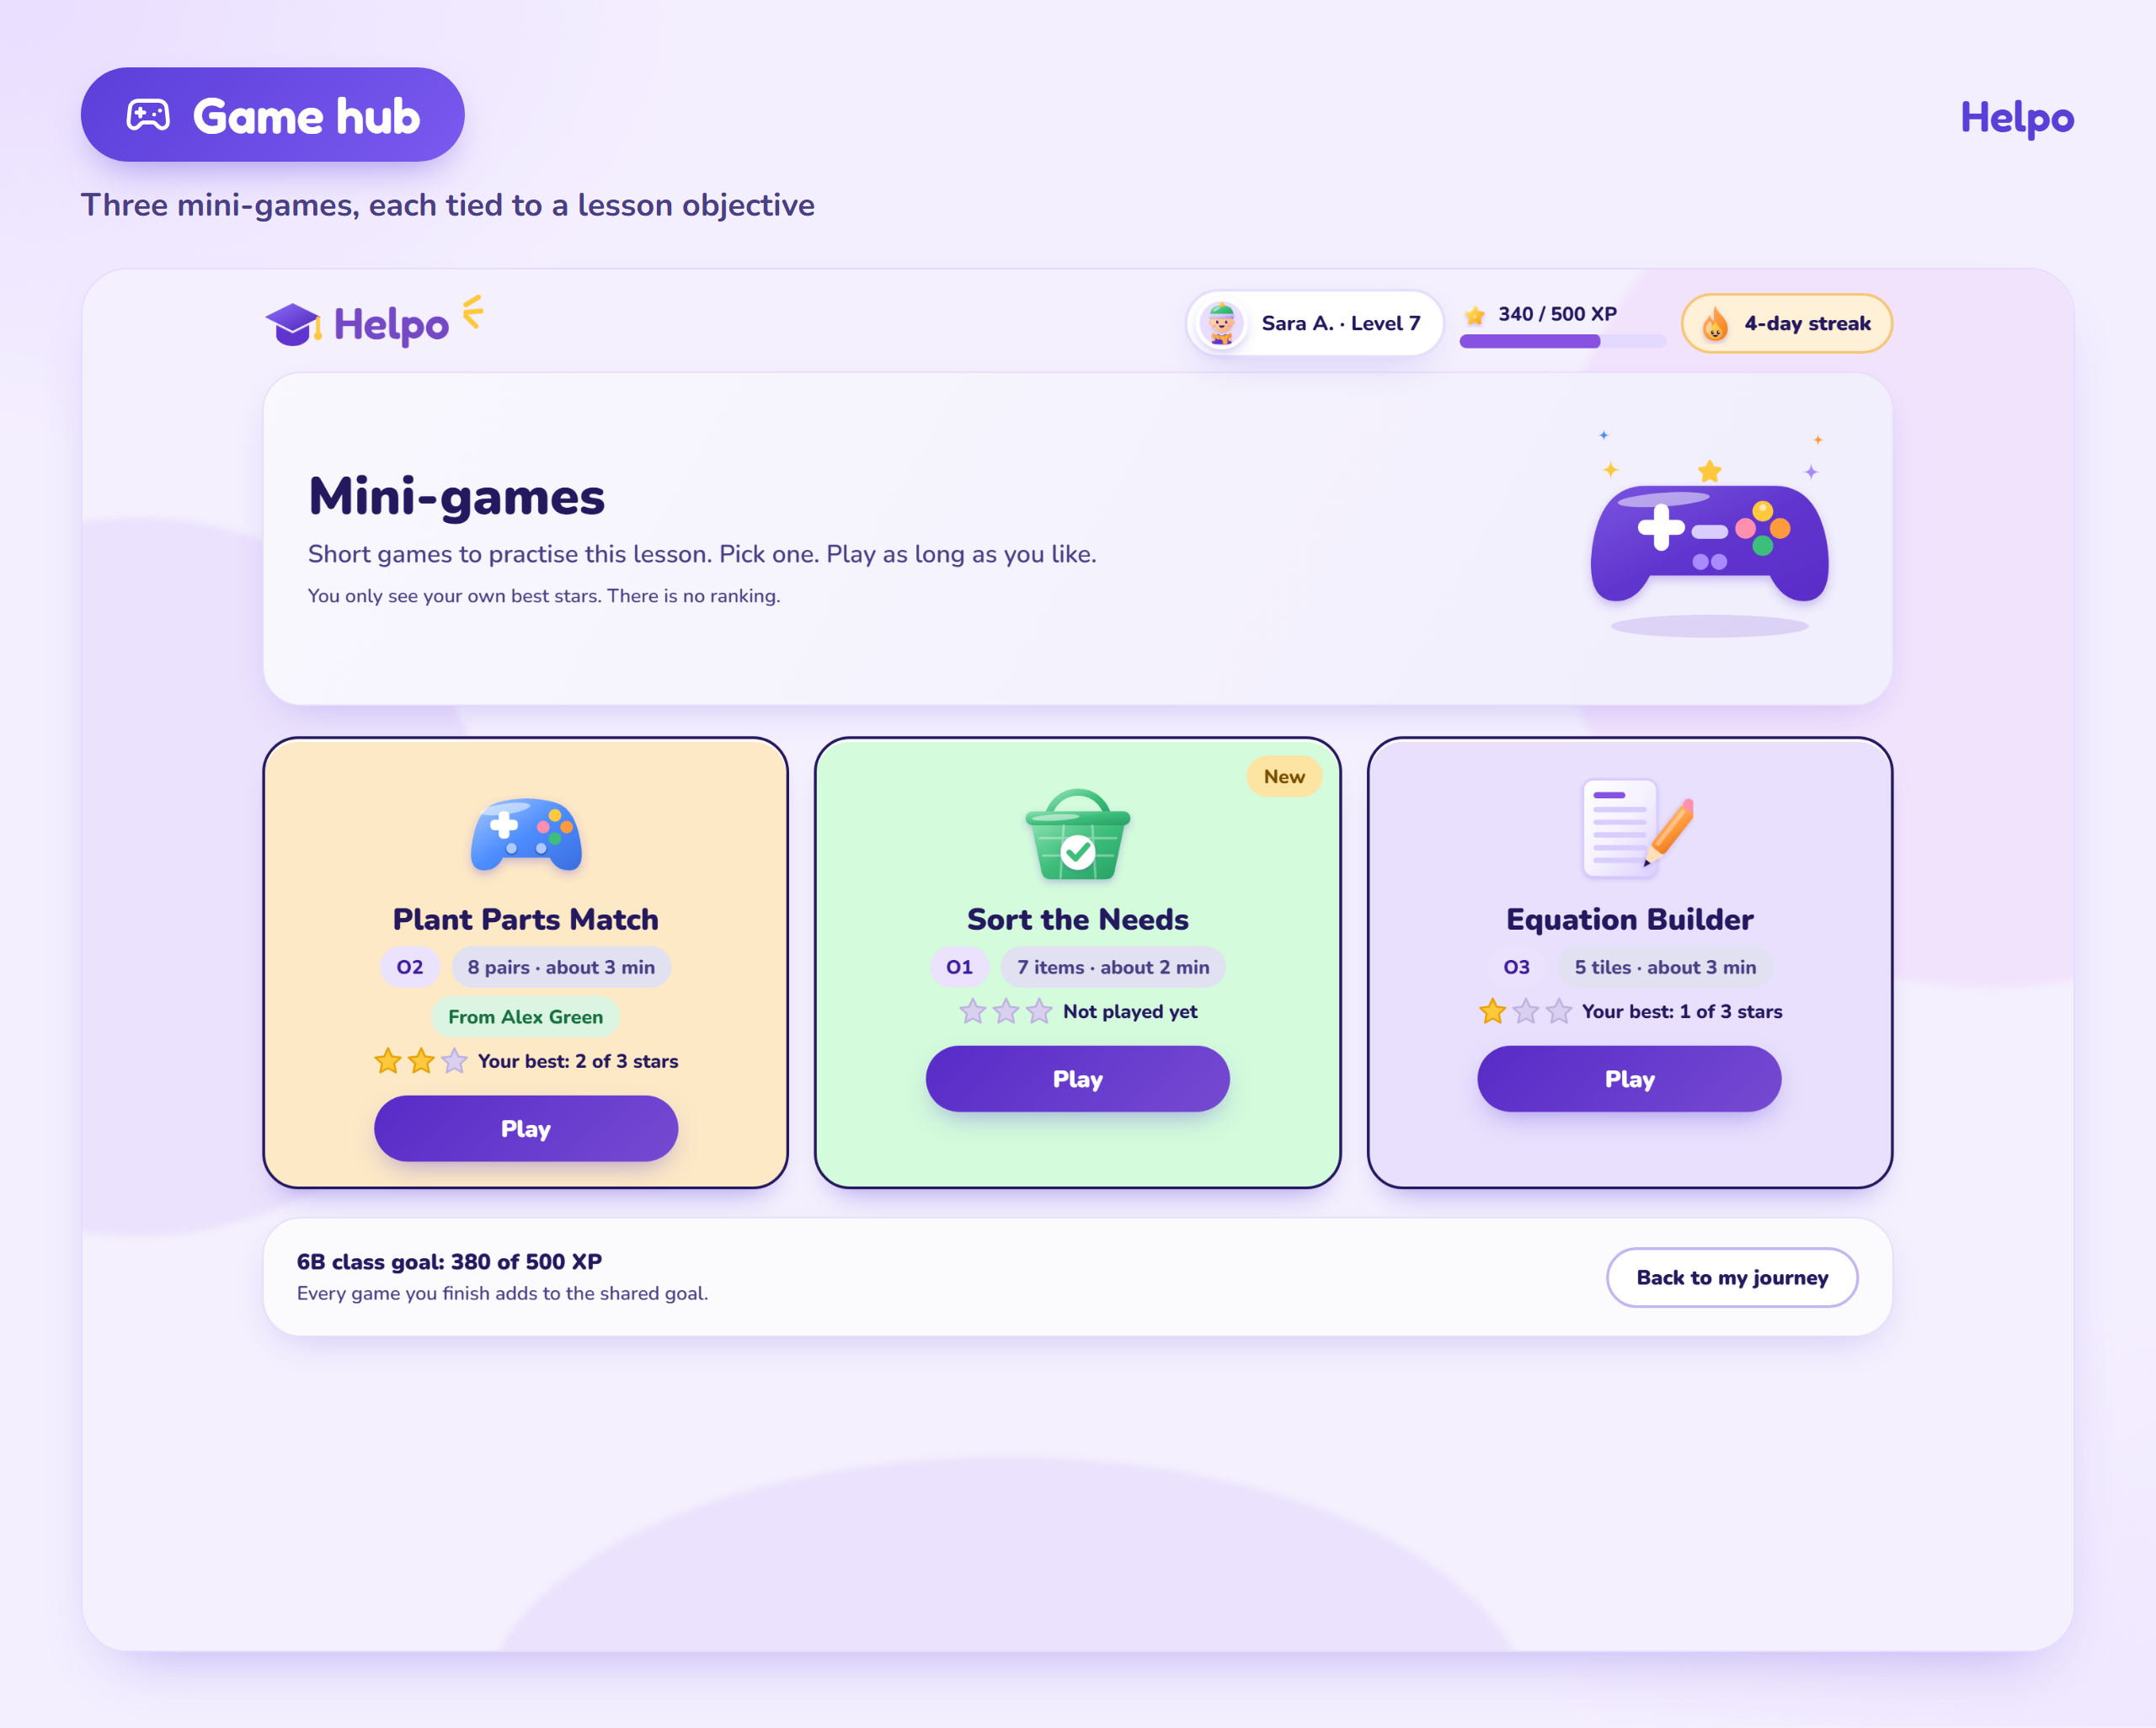 Game hub
Helpo
Three mini-games, each tied to a lesson objective
Helpo
Sara A. · Level 7
340 / 500 XP
4-day streak
Mini-games
Short games to practise this lesson. Pick one. Play as long as you like.
You only see your own best stars. There is no ranking.
Plant Parts Match
O2
8 pairs · about 3 min
From Alex Green
Your best: 2 of 3 stars
Play
New
Sort the Needs
O1
7 items · about 2 min
Not played yet
Play
Equation Builder
O3
5 tiles · about 3 min
Your best: 1 of 3 stars
Play
6B class goal: 380 of 500 XP
Every game you finish adds to the shared goal.
Back to my journey